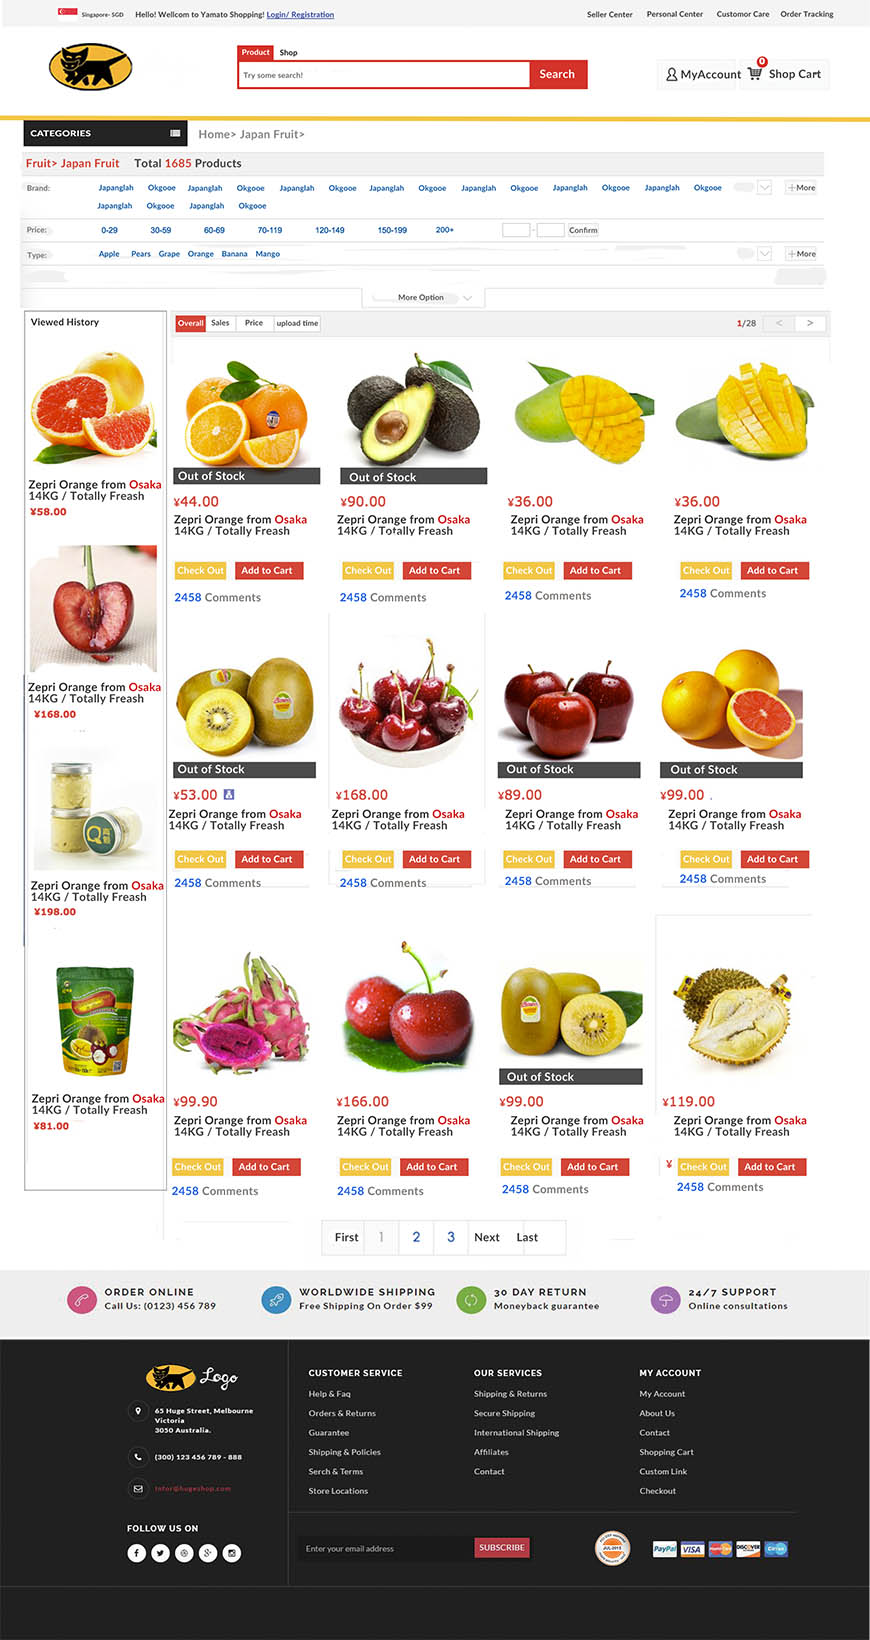 Singapore- SGD
Hello! Wellcom to Yamato Shopping! Login/ Registration
Seller Center
Personal Center
Customor Care
Order Tracking
Product
Shop
Try some search!
Search
MyAccount
0
Shop Cart
CATEGORIES
Home> Japan Fruit>
Fruit> Japan Fruit
Total 1685 Products
Brand:
Japanglah Okgooe Japanglah Okgooe Japanglah Okgooe Japanglah Okgooe Japanglah Okgooe Japanglah Okgooe Japanglah Okgooe
+More
Japanglah Okgooe Japanglah Okgooe
Price:
0-29 30-59 60-69 70-119 120-149 150-199 200+
-
Confirm
Type:
Apple Pears Grape Orange Banana Mango
+More
More Option
Viewed History
Overall Sales Price upload time
1/28
< >
Zepri Orange from Osaka
14KG / Totally Freash
¥58.00
Zepri Orange from Osaka
14KG / Totally Freash
¥168.00
Zepri Orange from Osaka
14KG / Totally Freash
¥198.00
Zepri Orange from Osaka
14KG / Totally Freash
¥81.00
Out of Stock
¥44.00
Zepri Orange from Osaka
14KG / Totally Freash
Check Out Add to Cart
2458 Comments
Out of Stock
¥90.00
Zepri Orange from Osaka
14KG / Totally Freash
Check Out Add to Cart
2458 Comments
¥36.00
Zepri Orange from Osaka
14KG / Totally Freash
Check Out Add to Cart
2458 Comments
¥36.00
Zepri Orange from Osaka
14KG / Totally Freash
Check Out Add to Cart
2458 Comments
Out of Stock
¥53.00
Zepri Orange from Osaka
14KG / Totally Freash
Check Out Add to Cart
2458 Comments
¥168.00
Zepri Orange from Osaka
14KG / Totally Freash
Check Out Add to Cart
2458 Comments
Out of Stock
¥89.00
Zepri Orange from Osaka
14KG / Totally Freash
Check Out Add to Cart
2458 Comments
Out of Stock
¥99.00
Zepri Orange from Osaka
14KG / Totally Freash
Check Out Add to Cart
2458 Comments
¥99.90
Zepri Orange from Osaka
14KG / Totally Freash
Check Out Add to Cart
2458 Comments
¥166.00
Zepri Orange from Osaka
14KG / Totally Freash
Check Out Add to Cart
2458 Comments
Out of Stock
¥99.00
Zepri Orange from Osaka
14KG / Totally Freash
Check Out Add to Cart
2458 Comments
¥119.00
Zepri Orange from Osaka
14KG / Totally Freash
¥
Check Out Add to Cart
2458 Comments
First 1 2 3 Next Last
ORDER ONLINE
Call Us: (0123) 456 789
WORLDWIDE SHIPPING
Free Shipping On Order $99
30 DAY RETURN
Moneyback guarantee
24/7 SUPPORT
Online consultations
Logo
65 Huge Street, Melbourne
Victoria
3050 Australia.
(300) 123 456 789 - 888
Infor@hugeshop.com
FOLLOW US ON
CUSTOMER SERVICE
Help & Faq
Orders & Returns
Guarantee
Shipping & Policies
Serch & Terms
Store Locations
OUR SERVICES
Shipping & Returns
Secure Shipping
International Shipping
Affiliates
Contact
MY ACCOUNT
My Account
About Us
Contact
Shopping Cart
Custom Link
Checkout
Enter your email address
SUBSCRIBE
JUL-2015
PayPal VISA MasterCard DISCOVER Cirrus